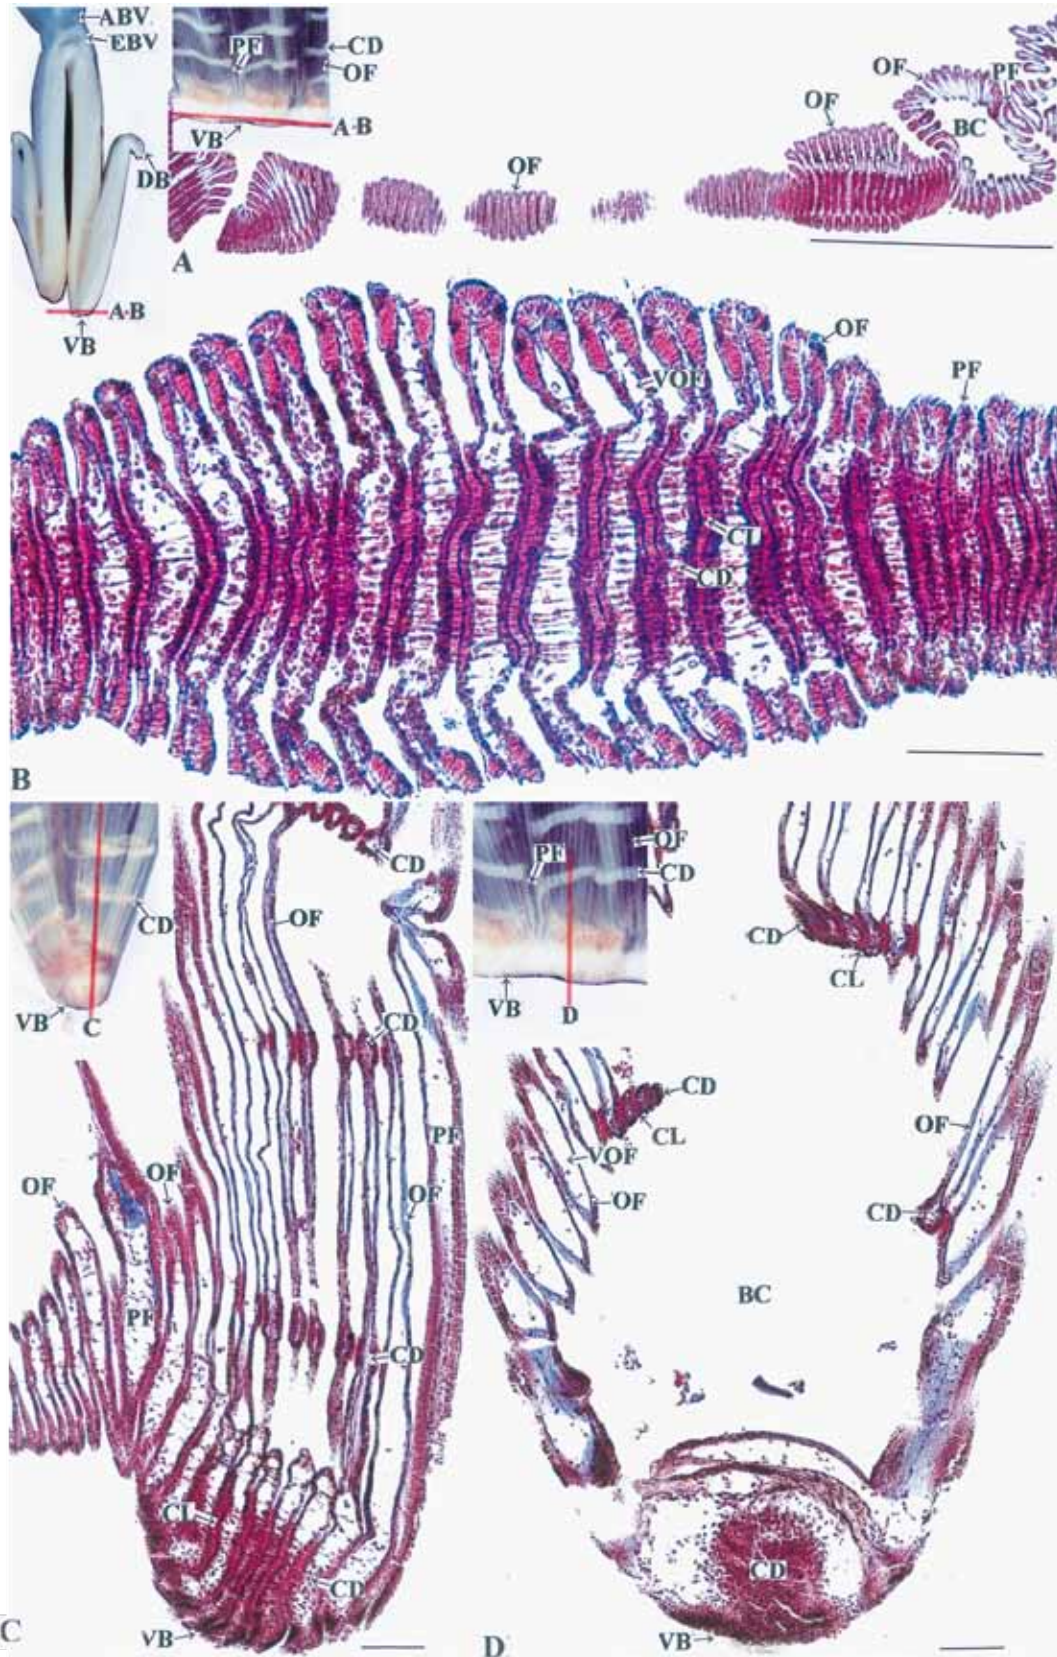 ABV
EBV
DB
A-B
VB
PF
CD
OF
VB
A-B
OF
OF
OF
PF
BC
A
OF
PF
VOF
CL
CD
B
CD
VB
C
CD
OF
CD
PF
OF
OF
OF
PF
CD
CL
CD
VB
C
PF
OF
CD
VB
D
CD
CL
CD
CL
VOF
OF
OF
CD
BC
CD
VB
D